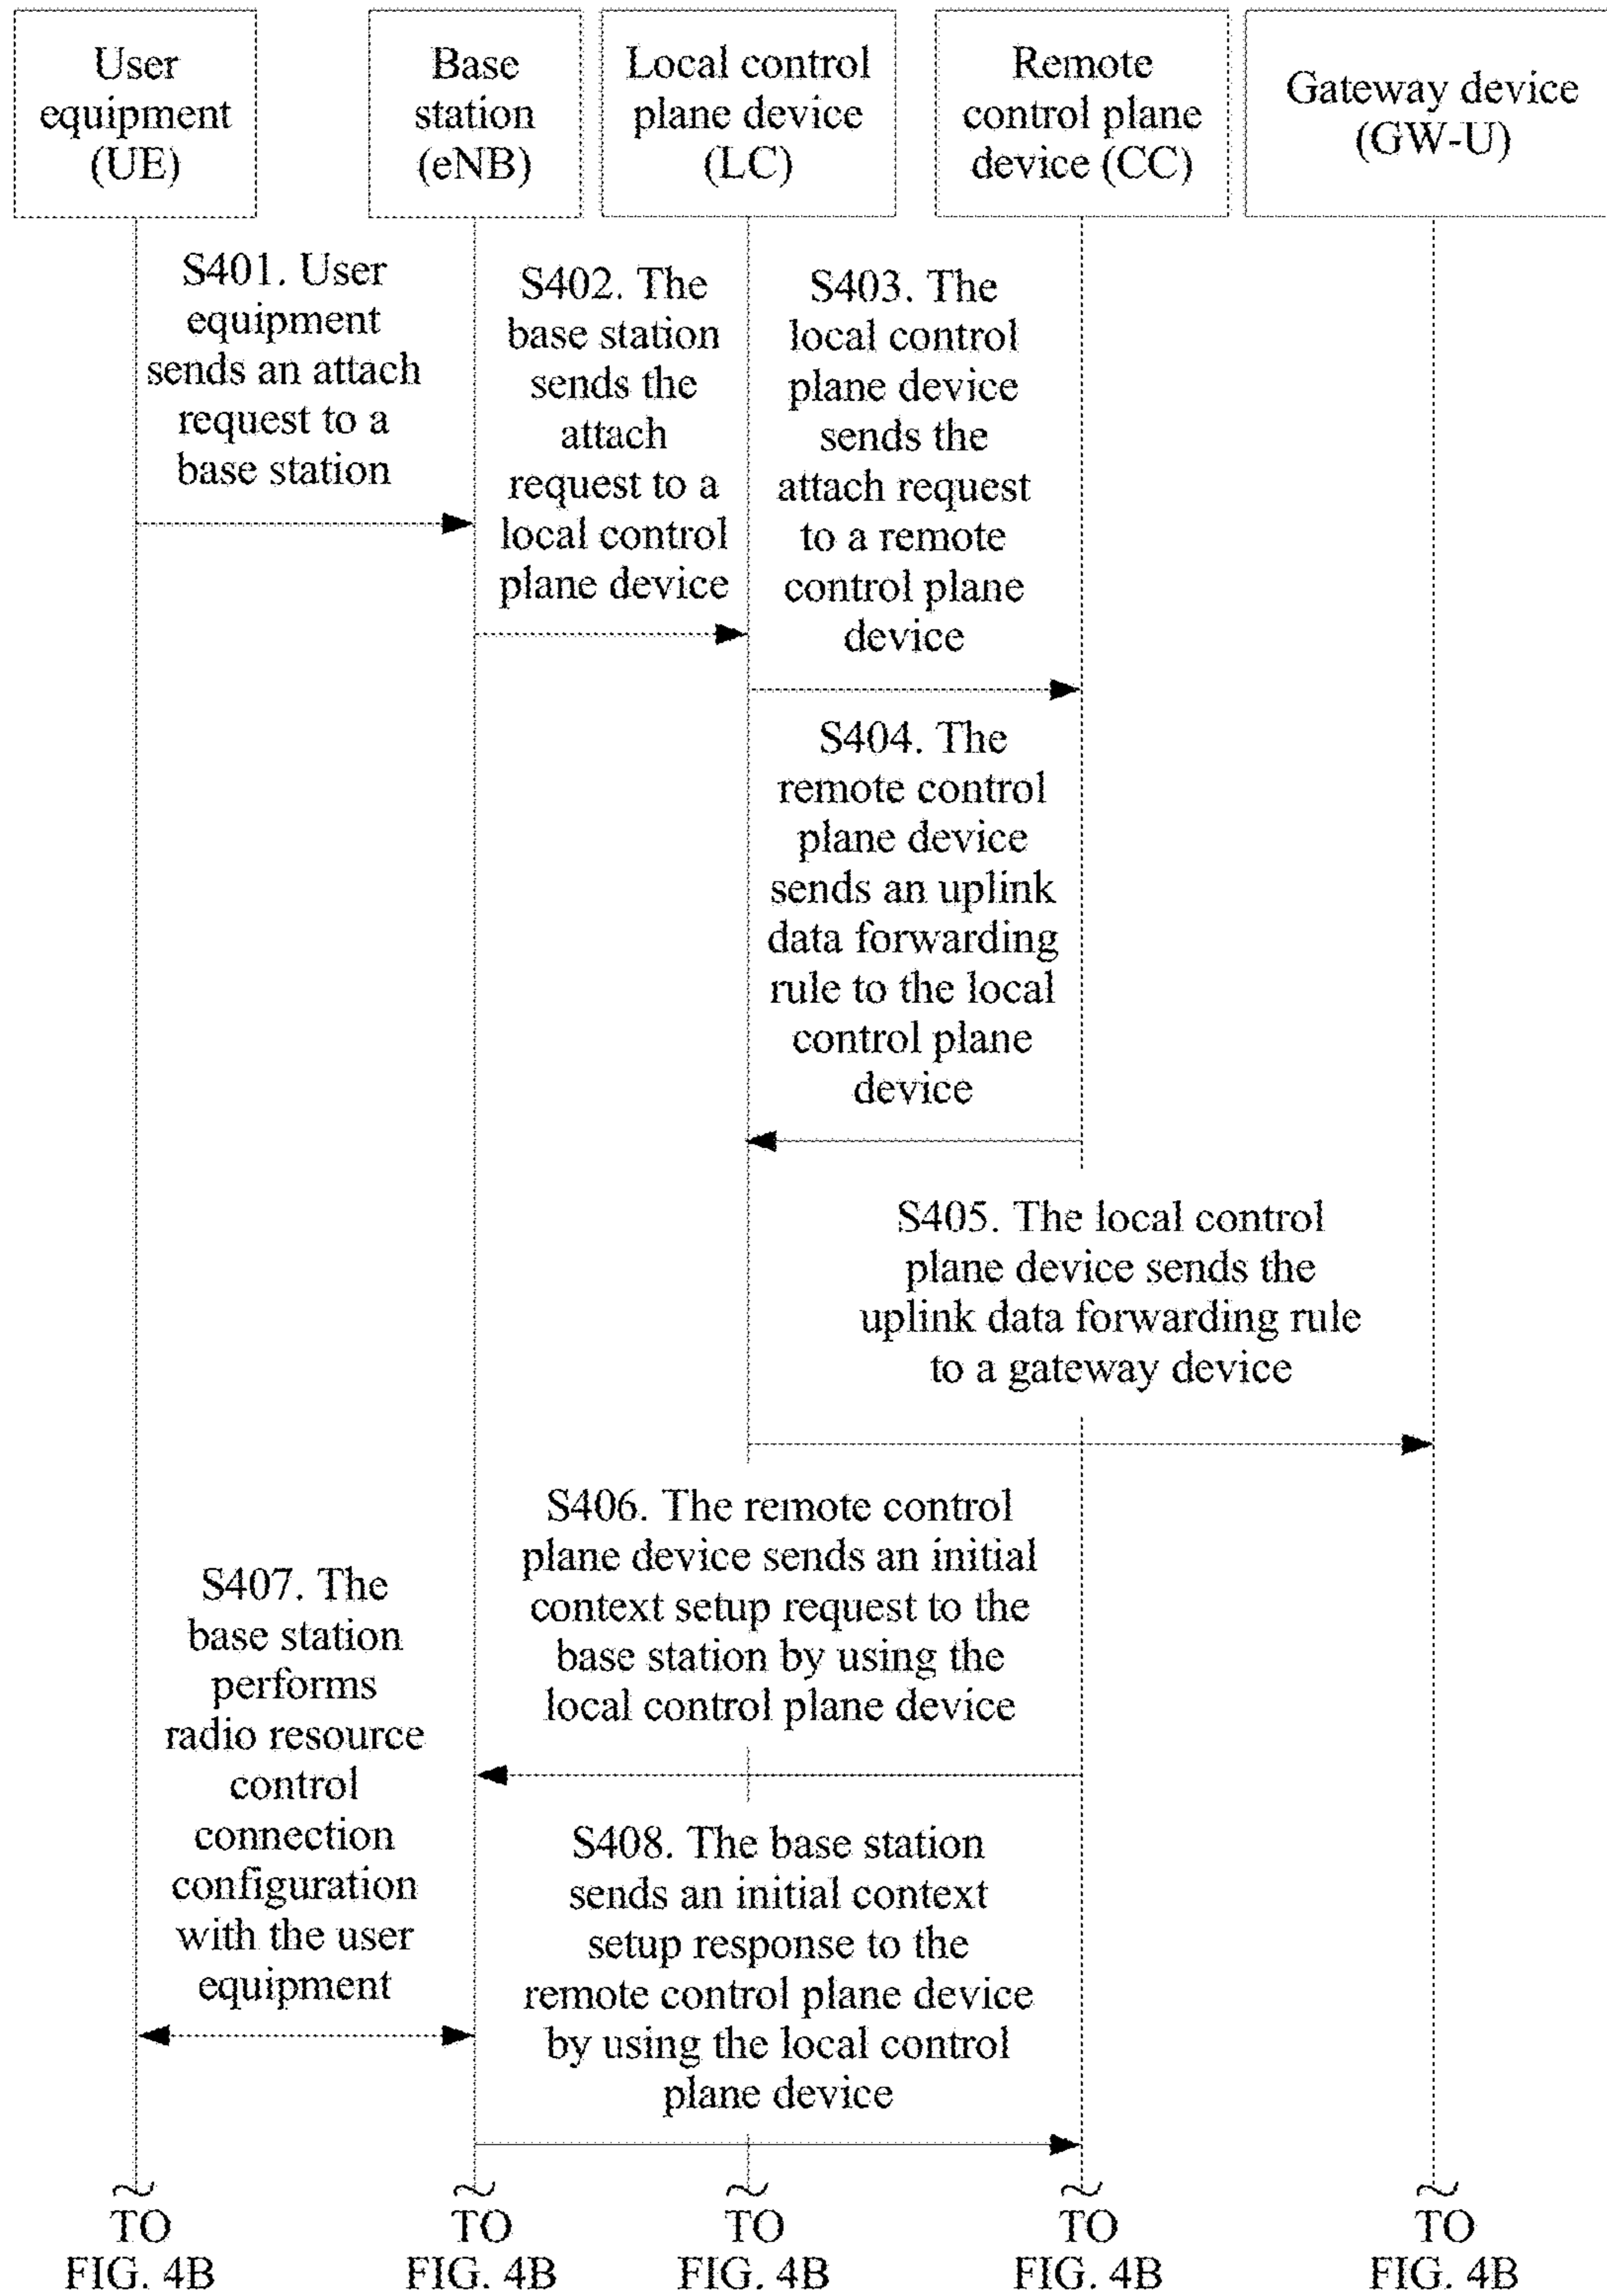 User
equipment
(UE)
Base
station
(eNB)
Local control
plane device
(LC)
Remote
control plane
device (CC)
Gateway device
(GW-U)
S401. User
equipment
sends an attach
request to a
base station
S402. The
base station
sends the
attach
request to a
local control
plane device
S403. The
local control
plane device
sends the
attach request
to a remote
control plane
device
S404. The
remote control
plane device
sends an uplink
data forwarding
rule to the local
control plane
device
S405. The local control
plane device sends the
uplink data forwarding rule
to a gateway device
S406. The remote control
plane device sends an initial
context setup request to the
base station by using the
local control plane device
S407. The
base station
performs
radio resource
control
connection
configuration
with the user
equipment
S408. The base station
sends an initial context
setup response to the
remote control plane device
by using the local control
plane device
TO
FIG. 4B
TO
FIG. 4B
TO
FIG. 4B
TO
FIG. 4B
TO
FIG. 4B